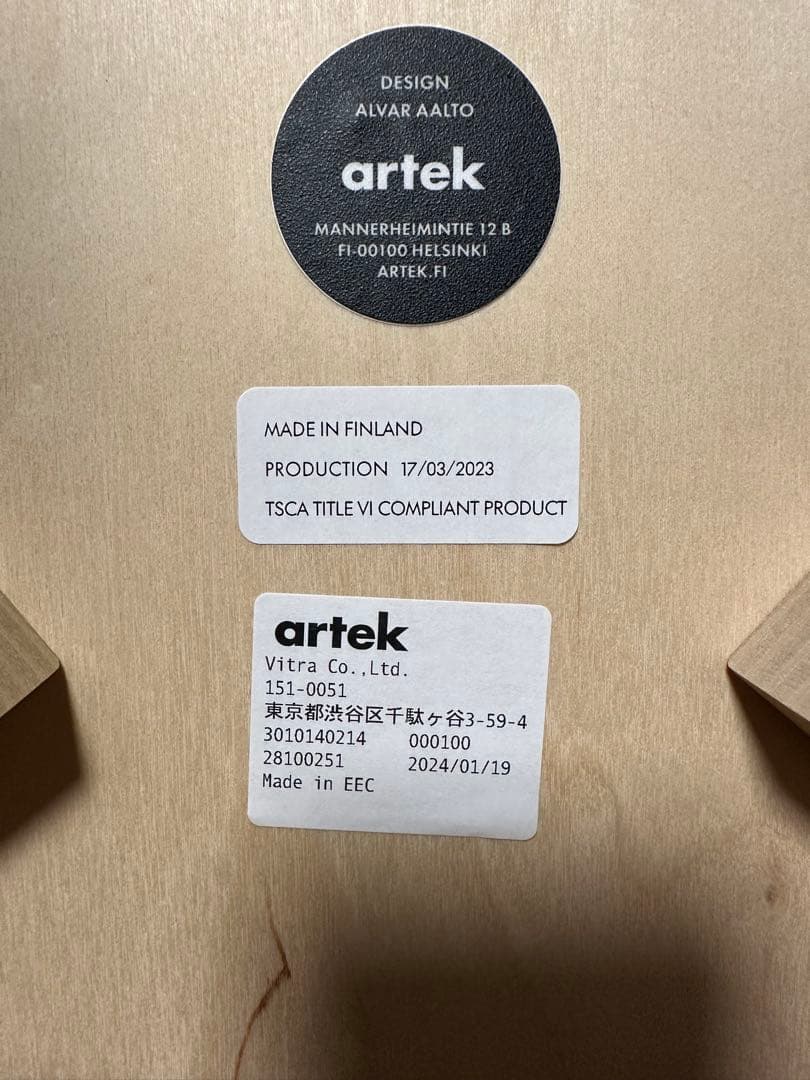 DESIGN
ALVAR AALTO
artek
MANNERHEIMINTIE 12 B
FI-00100 HELSINKI
ARTEK.FI
MADE IN FINLAND
PRODUCTION 17/03/2023
TSCA TITLE VI COMPLIANT PRODUCT
artek
Vitra Co.,Ltd.
151-0051
東京都渋谷区千駄ヶ谷3-59-4
3010140214 000100
28100251 2024/01/19
Made in EEC